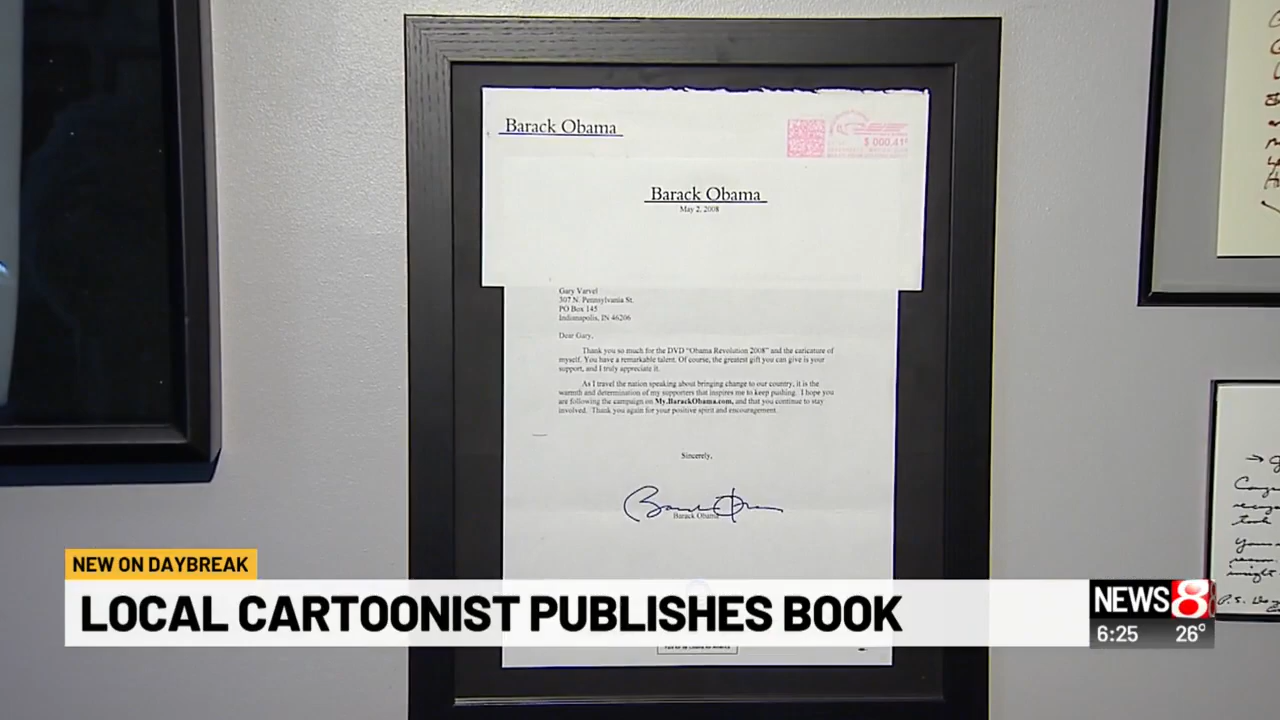 Barack Obama
$ 000.41⁰
Barack Obama
May 2, 2008
Gary Varvel
307 N. Pennsylvania St.
PO Box 145
Indianapolis, IN 46206
Dear Gary,
Thank you so much for the DVD "Obama Revolution 2008" and the caricature of
myself. You have a remarkable talent. Of course, the greatest gift you can give is your
support, and I truly appreciate it.
As I travel the nation speaking about bringing change to our country, it is the
warmth and determination of my supporters that inspires me to keep pushing. I hope you
are following the campaign on My.BarackObama.com, and that you continue to stay
involved. Thank you again for your positive spirit and encouragement.
Sincerely,
Barack Obama
NEW ON DAYBREAK
LOCAL CARTOONIST PUBLISHES BOOK
NEWS 8
6:25 26°
insight
P.S.